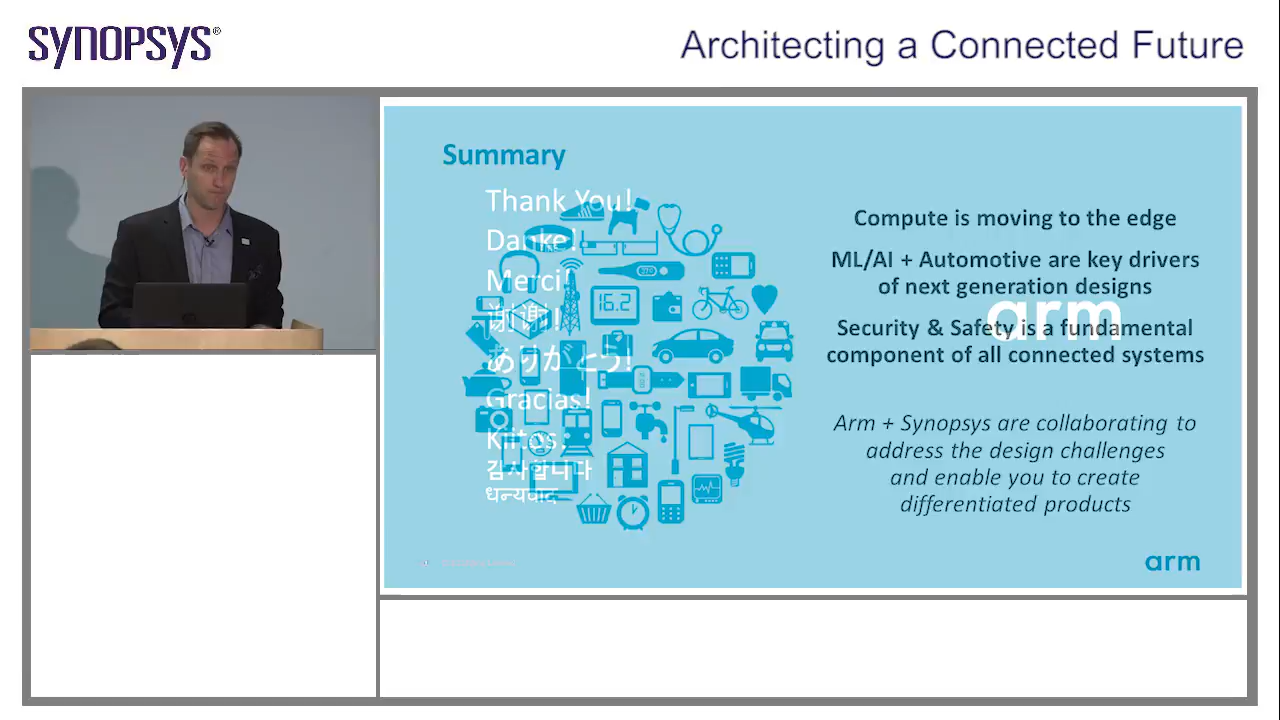 SYNOPSYS®
Architecting a Connected Future
Summary
Thank You!
Danke!
Merci!
谢谢!
ありがとう!
Gracias!
Kiitos!
감사합니다
धन्यवाद
16.2
Compute is moving to the edge
ML/AI + Automotive are key drivers
of next generation designs
arm
Security & Safety is a fundamental
component of all connected systems
Arm + Synopsys are collaborating to
address the design challenges
and enable you to create
differentiated products
arm